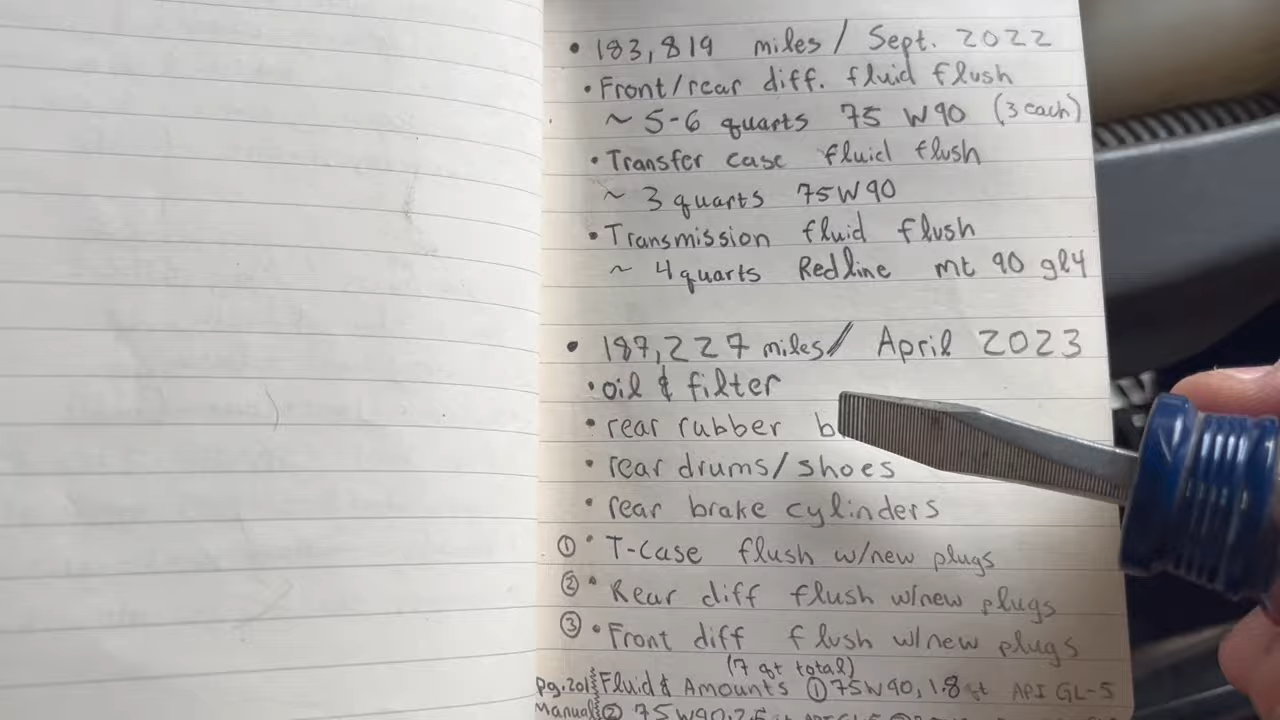 • 183,819 miles / Sept. 2022
• Front/rear diff. fluid flush
~ 5-6 quarts 75 W90 (3 each)
• Transfer case fluid flush
~ 3 quarts 75W90
• Transmission fluid flush
~ 4 quarts Redline mt 90 gl4
• 187,227 miles / April 2023
• oil & filter
• rear rubber
• rear drums/shoes
• rear brake cylinders
① • T-Case flush w/new plugs
② • Rear diff flush w/new plugs
③ • Front diff flush w/new plugs
(7 qt total)
pg.201 Fluid & Amounts ① 75W90, 1.8 qt API GL-5
Manual ② 75W90,